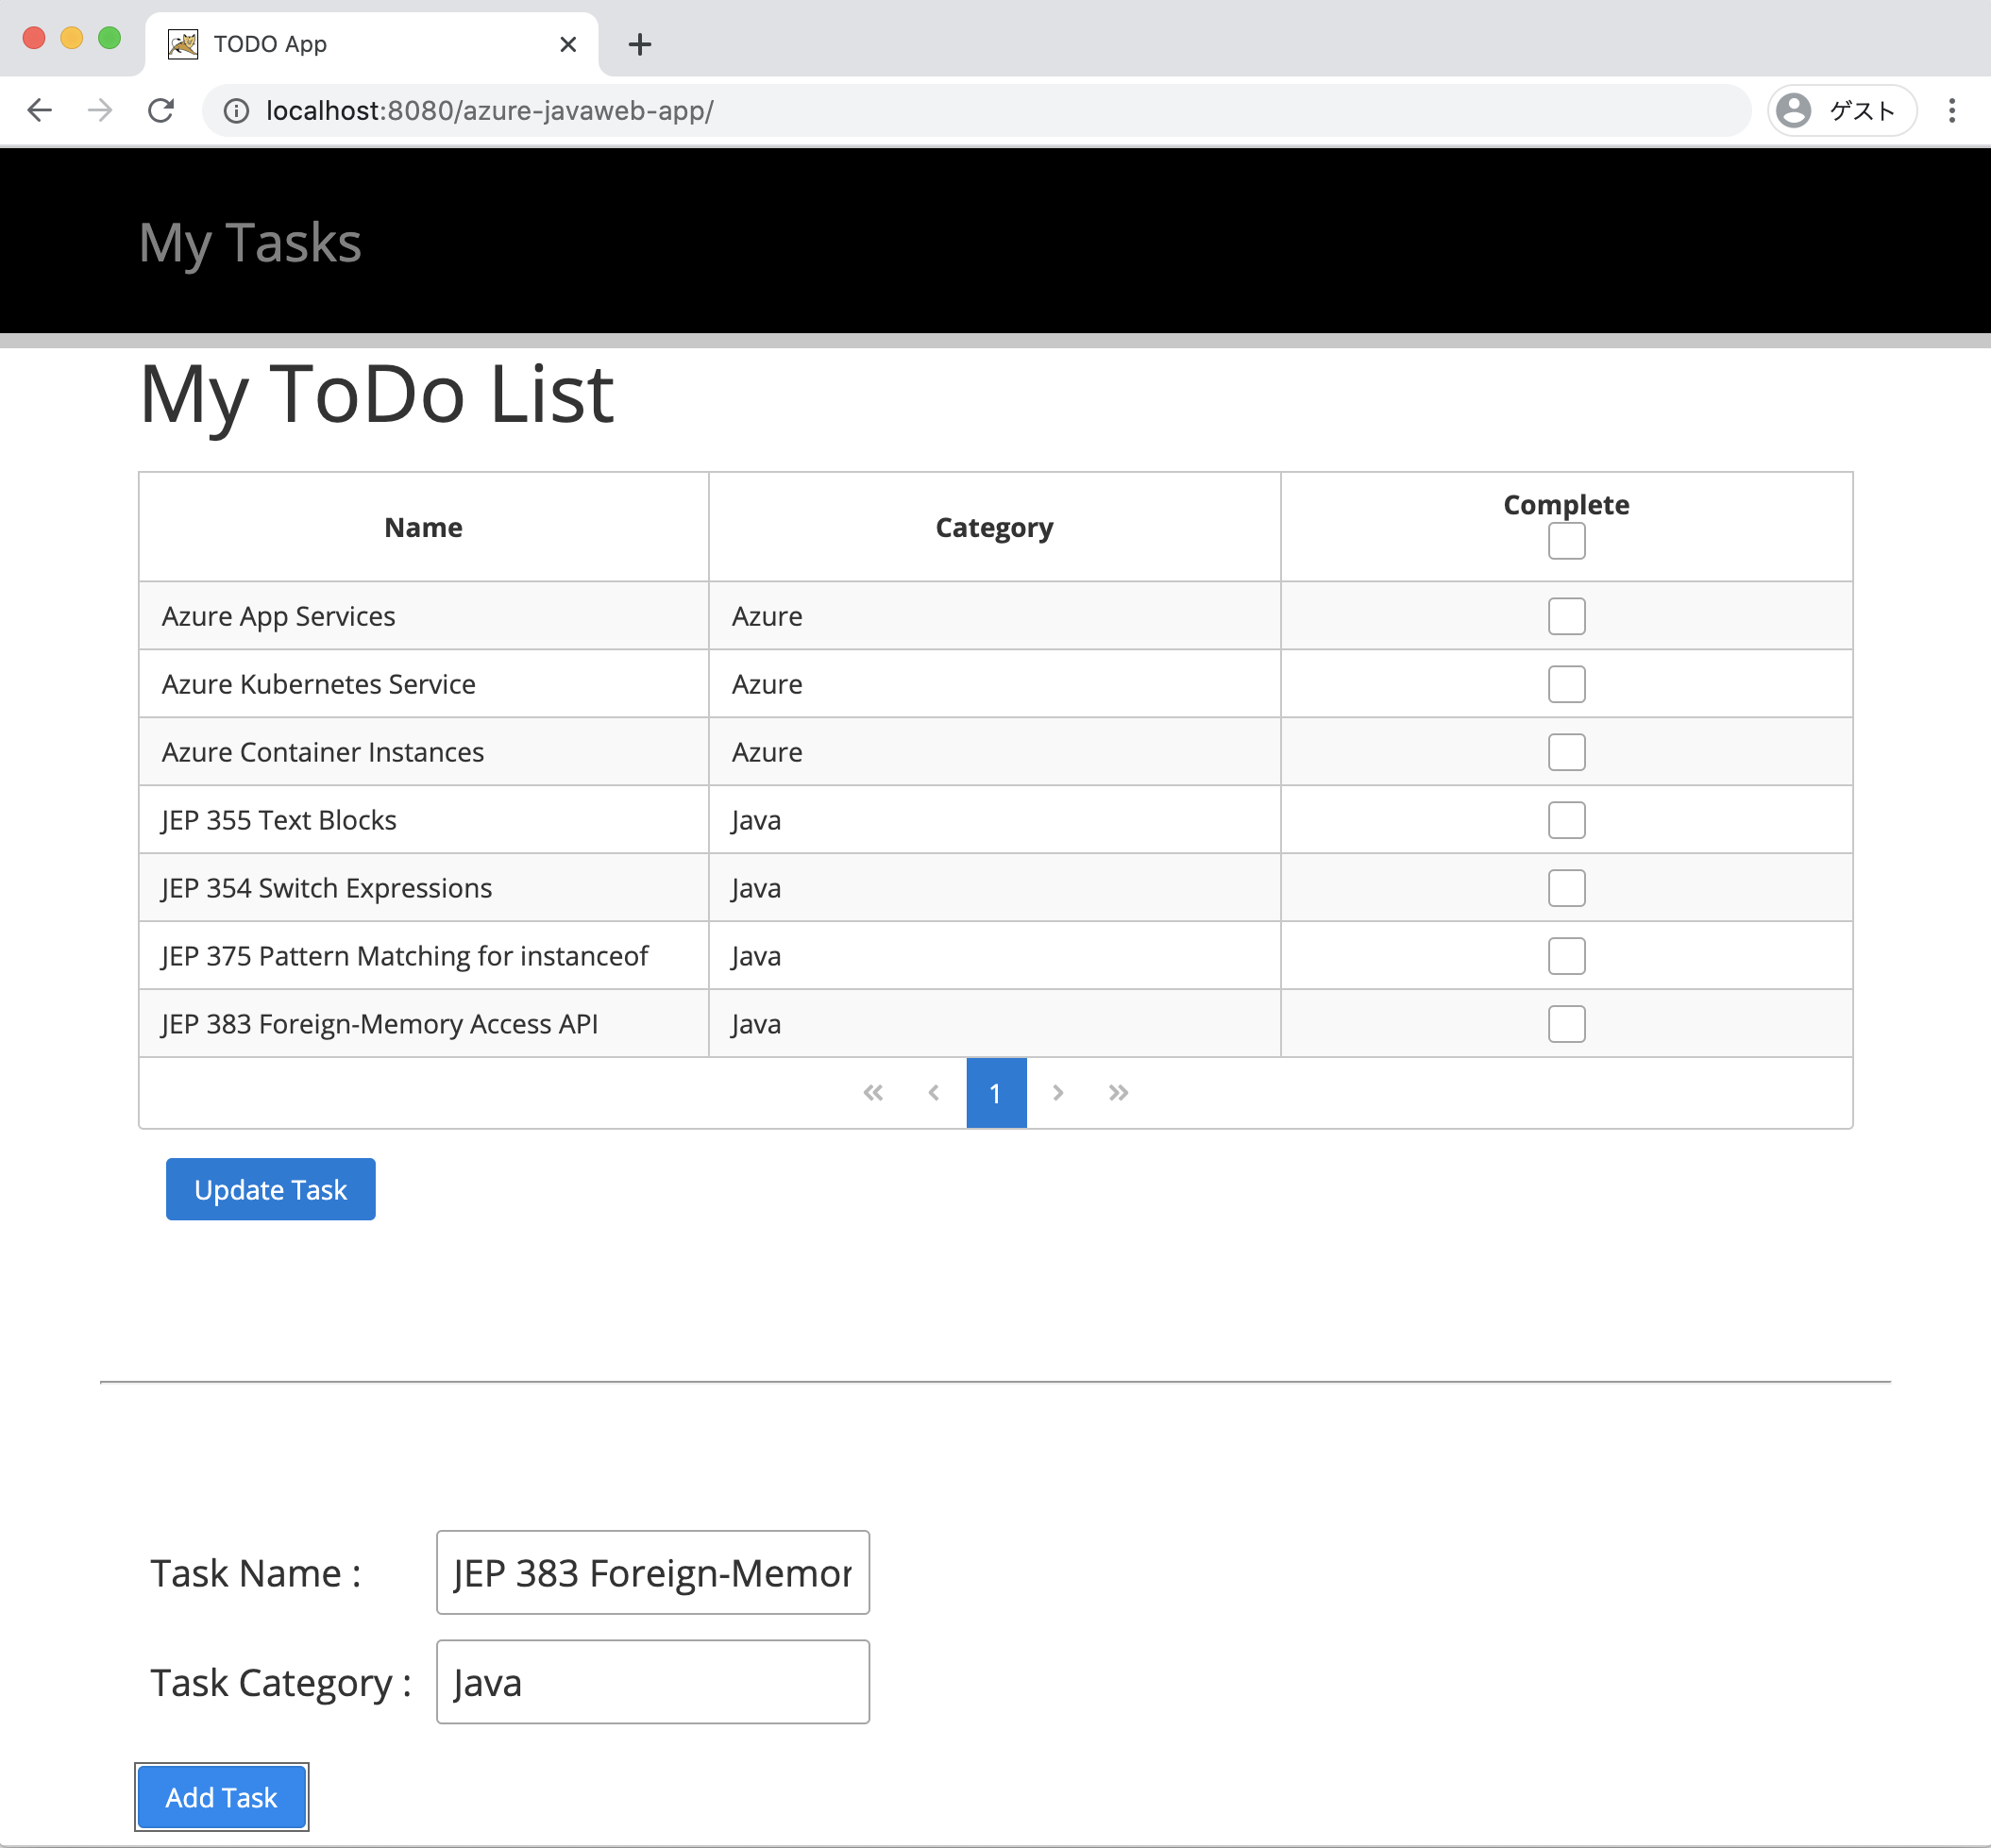 TODO App
localhost:8080/azure-javaweb-app/
ゲスト
My Tasks
My ToDo List
Name Category Complete
Azure App Services Azure
Azure Kubernetes Service Azure
Azure Container Instances Azure
JEP 355 Text Blocks Java
JEP 354 Switch Expressions Java
JEP 375 Pattern Matching for instanceof Java
JEP 383 Foreign-Memory Access API Java
« ‹ 1 › »
Update Task
Task Name : JEP 383 Foreign-Memor
Task Category : Java
Add Task